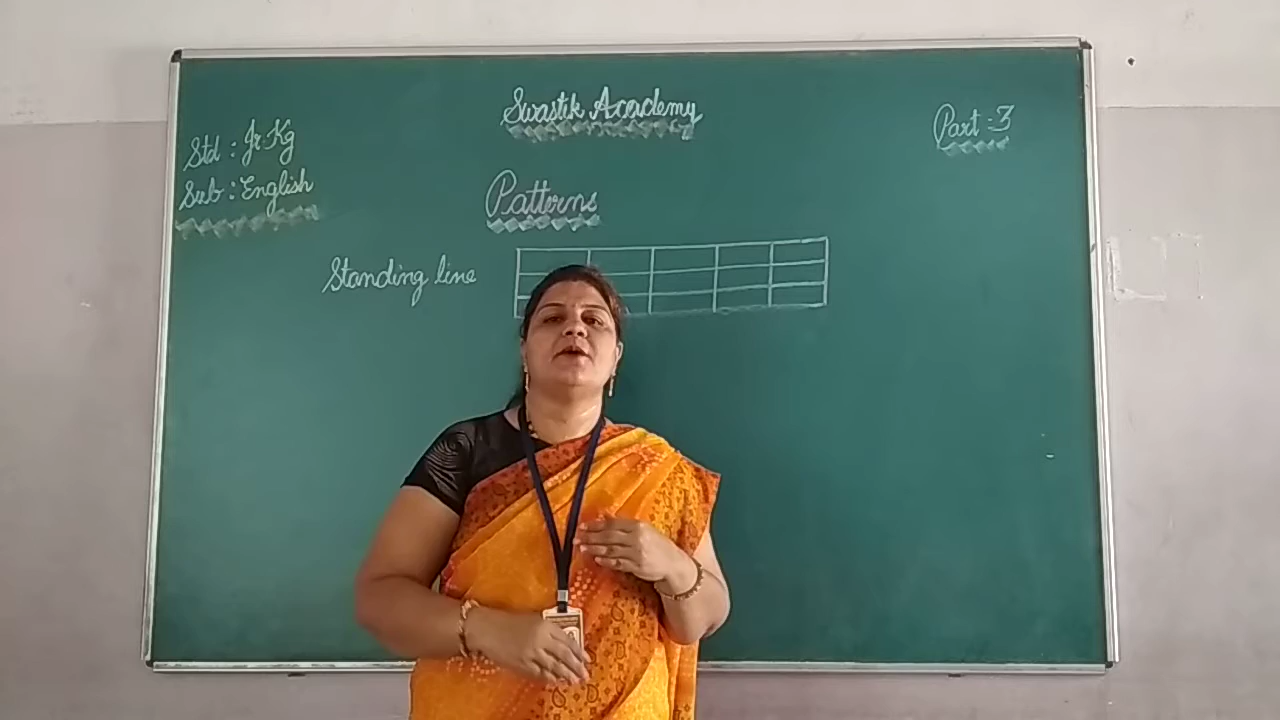 Swastik Academy
Std : Jr.Kg
Sub : English
Part : 3
Patterns
Standing line